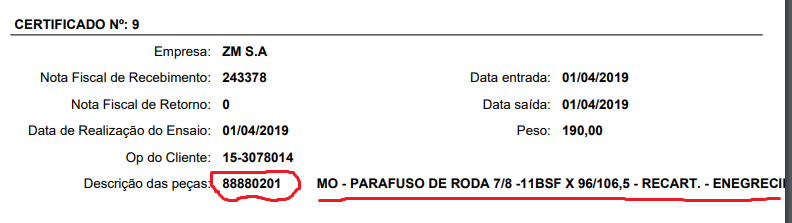 CERTIFICADO Nº: 9
Empresa: ZM S.A
Nota Fiscal de Recebimento: 243378 Data entrada: 01/04/2019
Nota Fiscal de Retorno: 0 Data saída: 01/04/2019
Data de Realização do Ensaio: 01/04/2019 Peso: 190,00
Op do Cliente: 15-3078014
Descrição das peças: 88880201 MO - PARAFUSO DE RODA 7/8 -11BSF X 96/106,5 - RECART. - ENEGRECI